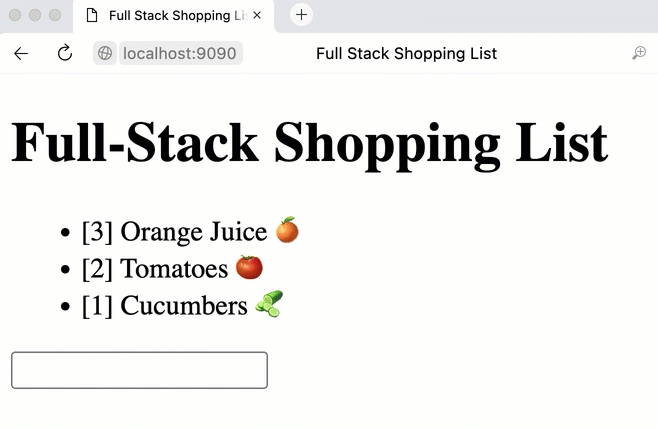 Full Stack Shopping Li
localhost:9090
Full Stack Shopping List
Full-Stack Shopping List
[3] Orange Juice 🍊
[2] Tomatoes 🍅
[1] Cucumbers 🥒